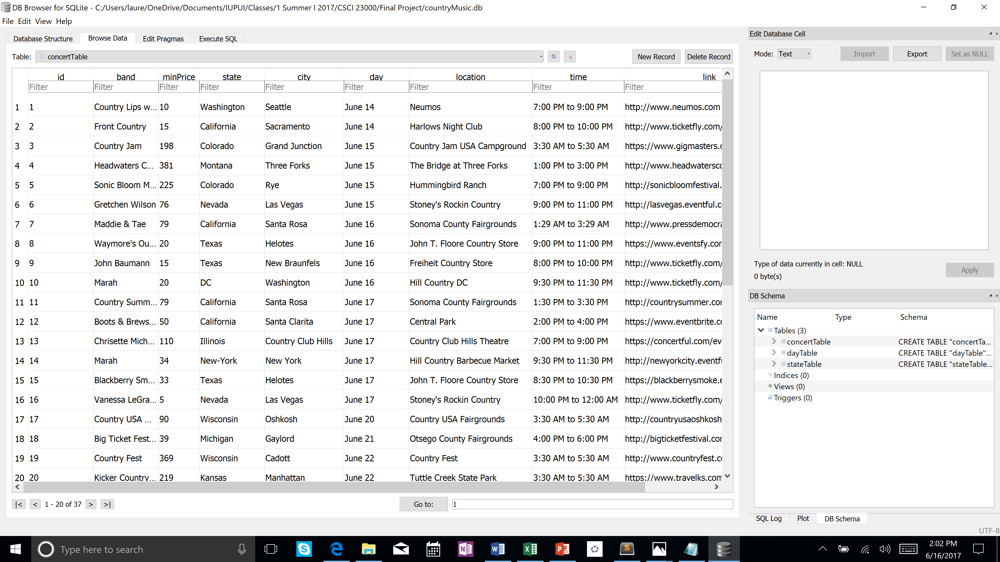 DB Browser for SQLite - C:/Users/laure/OneDrive/Documents/IUPUI/Classes/1 Summer I 2017/CSCI 23000/Final Project/countryMusic.db
File Edit View Help
Database Structure Browse Data Edit Pragmas Execute SQL
Table: concertTable New Record Delete Record
id band minPrice state city day location time link
Filter Filter Filter Filter Filter Filter Filter Filter Filter
1 1 Country Lips w... 10 Washington Seattle June 14 Neumos 7:00 PM to 9:00 PM http://www.neumos.com
2 2 Front Country 15 California Sacramento June 14 Harlows Night Club 8:00 PM to 10:00 PM http://www.ticketfly.com/
3 3 Country Jam 198 Colorado Grand Junction June 15 Country Jam USA Campground 3:30 AM to 5:30 AM https://www.gigmasters.c
4 4 Headwaters C... 381 Montana Three Forks June 15 The Bridge at Three Forks 1:00 PM to 3:00 PM http://www.headwatersco
5 5 Sonic Bloom M... 225 Colorado Rye June 15 Hummingbird Ranch 7:00 PM to 9:00 PM http://sonicbloomfestival.
6 6 Gretchen Wilson 76 Nevada Las Vegas June 15 Stoney's Rockin Country 9:00 PM to 11:00 PM http://lasvegas.eventful.co
7 7 Maddie & Tae 79 California Santa Rosa June 16 Sonoma County Fairgrounds 1:29 AM to 3:29 AM http://www.pressdemocra
8 8 Waymore's Ou... 20 Texas Helotes June 16 John T. Floore Country Store 9:00 PM to 11:00 PM https://www.eventsfy.com
9 9 John Baumann 15 Texas New Braunfels June 16 Freiheit Country Store 8:00 PM to 10:00 PM http://www.ticketfly.com/
10 10 Marah 20 DC Washington June 16 Hill Country DC 9:30 PM to 11:30 PM http://www.ticketfly.com/
11 11 Country Summ... 79 California Santa Rosa June 17 Sonoma County Fairgrounds 1:30 PM to 3:30 PM http://countrysummer.com
12 12 Boots & Brews... 50 California Santa Clarita June 17 Central Park 2:00 PM to 4:00 PM https://www.eventbrite.co
13 13 Chrisette Mich... 110 Illinois Country Club Hills June 17 Country Club Hills Theatre 7:00 PM to 9:00 PM https://concertful.com/ev
14 14 Marah 34 New-York New York June 17 Hill Country Barbecue Market 9:30 PM to 11:30 PM http://newyorkcity.eventfu
15 15 Blackberry Sm... 33 Texas Helotes June 17 John T. Floore Country Store 8:30 PM to 10:30 PM https://blackberrysmoke.e
16 16 Vanessa LeGra... 5 Nevada Las Vegas June 17 Stoney's Rockin Country 10:00 PM to 12:00 AM http://www.ticketfly.com/
17 17 Country USA ... 90 Wisconsin Oshkosh June 20 Country USA Fairgrounds 3:30 AM to 5:30 AM http://countryusaoshkosh
18 18 Big Ticket Fest... 39 Michigan Gaylord June 21 Otsego County Fairgrounds 4:00 PM to 6:00 PM http://bigticketfestival.com
19 19 Country Fest 369 Wisconsin Cadott June 22 Country Fest 3:30 AM to 5:30 AM http://www.countryfest.co
20 20 Kicker Country... 219 Kansas Manhattan June 22 Tuttle Creek State Park 3:30 AM to 5:30 AM https://www.travelks.com
|< < 1 - 20 of 37 > >| Go to: 1
Edit Database Cell
Mode: Text Import Export Set as NULL
Type of data currently in cell: NULL
0 byte(s)
Apply
DB Schema
Name Type Schema
Tables (3)
concertTable CREATE TABLE "concertTa...
dayTable CREATE TABLE "dayTable"...
stateTable CREATE TABLE "stateTable...
Indices (0)
Views (0)
Triggers (0)
SQL Log Plot DB Schema
UTF-8
Type here to search
2:02 PM
6/16/2017